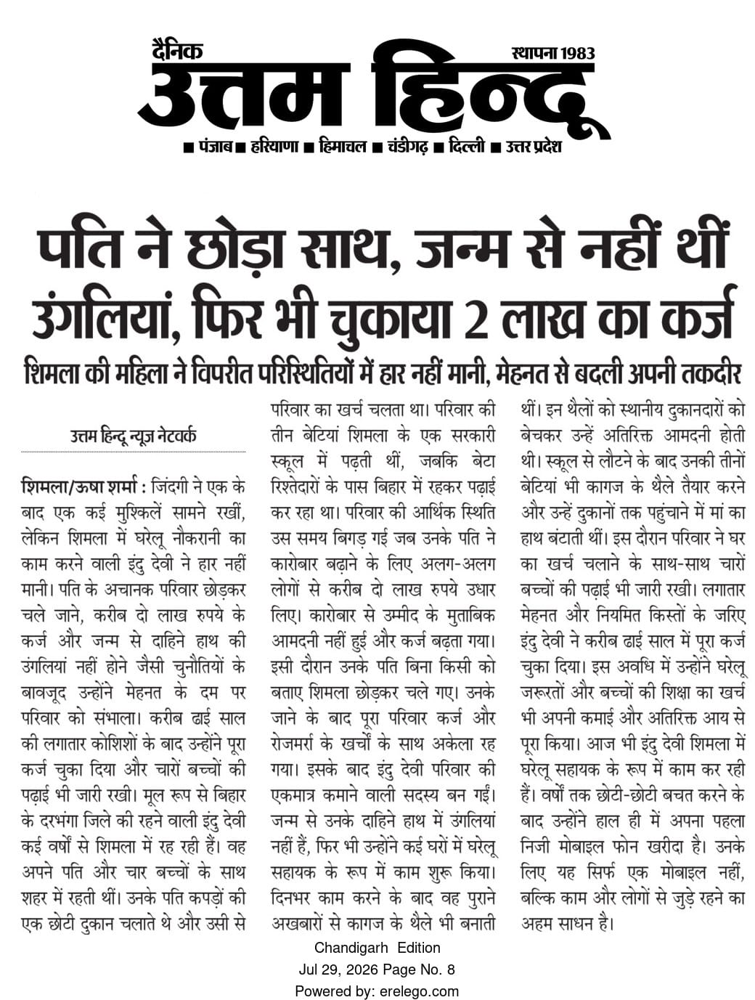 दैनिक
स्थापना 1983
उत्तम हिन्दू
■ पंजाब ■ हरियाणा ■ हिमाचल ■ चंडीगढ़ ■ दिल्ली ■ उत्तर प्रदेश
पति ने छोड़ा साथ, जन्म से नहीं थीं
उंगलियां, फिर भी चुकाया 2 लाख का कर्ज
शिमला की महिला ने विपरीत परिस्थितियों में हार नहीं मानी, मेहनत से बदली अपनी तकदीर
उत्तम हिन्दू न्यूज नेटवर्क
शिमला/ऊषा शर्मा : जिंदगी ने एक के
बाद एक कई मुश्किलें सामने रखीं,
लेकिन शिमला में घरेलू नौकरानी का
काम करने वाली इंदु देवी ने हार नहीं
मानी। पति के अचानक परिवार छोड़कर
चले जाने, करीब दो लाख रुपये के
कर्ज और जन्म से दाहिने हाथ की
उंगलियां नहीं होने जैसी चुनौतियों के
बावजूद उन्होंने मेहनत के दम पर
परिवार को संभाला। करीब ढाई साल
की लगातार कोशिशों के बाद उन्होंने पूरा
कर्ज चुका दिया और चारों बच्चों की
पढ़ाई भी जारी रखी। मूल रूप से बिहार
के दरभंगा जिले की रहने वाली इंदु देवी
कई वर्षों से शिमला में रह रही हैं। वह
अपने पति और चार बच्चों के साथ
शहर में रहती थीं। उनके पति कपड़ों की
एक छोटी दुकान चलाते थे और उसी से
परिवार का खर्च चलता था। परिवार की
तीन बेटियां शिमला के एक सरकारी
स्कूल में पढ़ती थीं, जबकि बेटा
रिश्तेदारों के पास बिहार में रहकर पढ़ाई
कर रहा था। परिवार की आर्थिक स्थिति
उस समय बिगड़ गई जब उनके पति ने
कारोबार बढ़ाने के लिए अलग-अलग
लोगों से करीब दो लाख रुपये उधार
लिए। कारोबार से उम्मीद के मुताबिक
आमदनी नहीं हुई और कर्ज बढ़ता गया।
इसी दौरान उनके पति बिना किसी को
बताए शिमला छोड़कर चले गए। उनके
जाने के बाद पूरा परिवार कर्ज और
रोजमर्रा के खर्चों के साथ अकेला रह
गया। इसके बाद इंदु देवी परिवार की
एकमात्र कमाने वाली सदस्य बन गईं।
जन्म से उनके दाहिने हाथ में उंगलियां
नहीं हैं, फिर भी उन्होंने कई घरों में घरेलू
सहायक के रूप में काम शुरू किया।
दिनभर काम करने के बाद वह पुराने
अखबारों से कागज के थैले भी बनाती
थीं। इन थैलों को स्थानीय दुकानदारों को
बेचकर उन्हें अतिरिक्त आमदनी होती
थी। स्कूल से लौटने के बाद उनकी तीनों
बेटियां भी कागज के थैले तैयार करने
और उन्हें दुकानों तक पहुंचाने में मां का
हाथ बंटाती थीं। इस दौरान परिवार ने घर
का खर्च चलाने के साथ-साथ चारों
बच्चों की पढ़ाई भी जारी रखी। लगातार
मेहनत और नियमित किस्तों के जरिए
इंदु देवी ने करीब ढाई साल में पूरा कर्ज
चुका दिया। इस अवधि में उन्होंने घरेलू
जरूरतों और बच्चों की शिक्षा का खर्च
भी अपनी कमाई और अतिरिक्त आय से
पूरा किया। आज भी इंदु देवी शिमला में
घरेलू सहायक के रूप में काम कर रही
हैं। वर्षों तक छोटी-छोटी बचत करने के
बाद उन्होंने हाल ही में अपना पहला
निजी मोबाइल फोन खरीदा है। उनके
लिए यह सिर्फ एक मोबाइल नहीं,
बल्कि काम और लोगों से जुड़े रहने का
अहम साधन है।
Chandigarh Edition
Jul 29, 2026 Page No. 8
Powered by: erelego.com